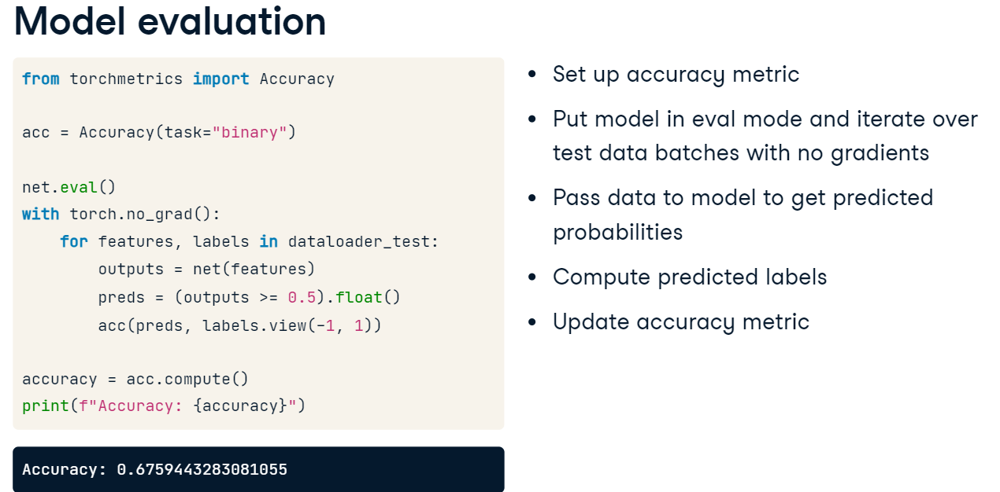 Model evaluation
from torchmetrics import Accuracy
acc = Accuracy(task="binary")
net.eval()
with torch.no_grad():
    for features, labels in dataloader_test:
        outputs = net(features)
        preds = (outputs >= 0.5).float()
        acc(preds, labels.view(-1, 1))
accuracy = acc.compute()
print(f"Accuracy: {accuracy}")
Accuracy: 0.6759443283081055
• Set up accuracy metric
• Put model in eval mode and iterate over
test data batches with no gradients
• Pass data to model to get predicted
probabilities
• Compute predicted labels
• Update accuracy metric